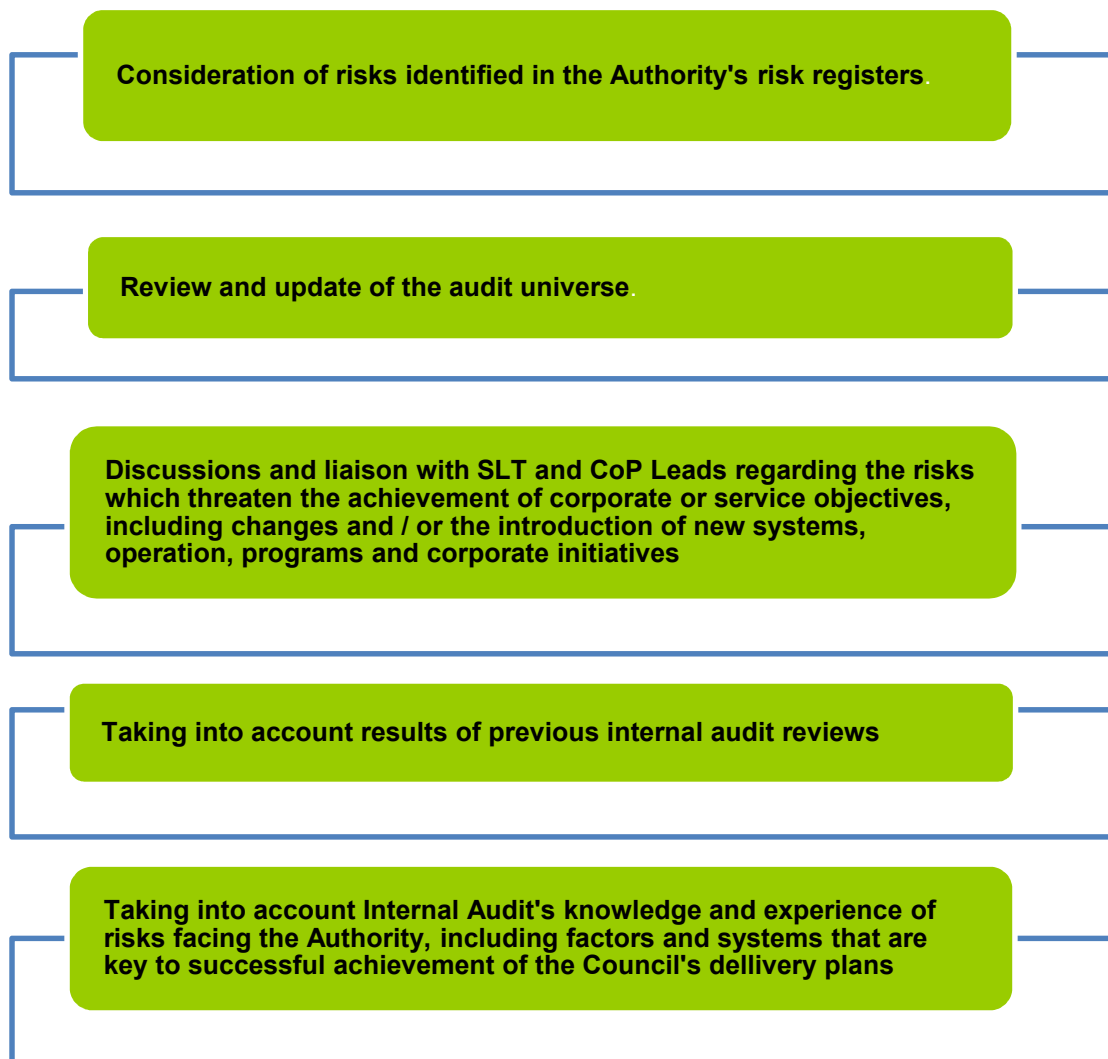 Consideration of risks identified in the Authority's risk registers.
Review and update of the audit universe.
Discussions and liaison with SLT and CoP Leads regarding the risks
which threaten the achievement of corporate or service objectives,
including changes and / or the introduction of new systems,
operation, programs and corporate initiatives
Taking into account results of previous internal audit reviews
Taking into account Internal Audit's knowledge and experience of
risks facing the Authority, including factors and systems that are
key to successful achievement of the Council's dellivery plans